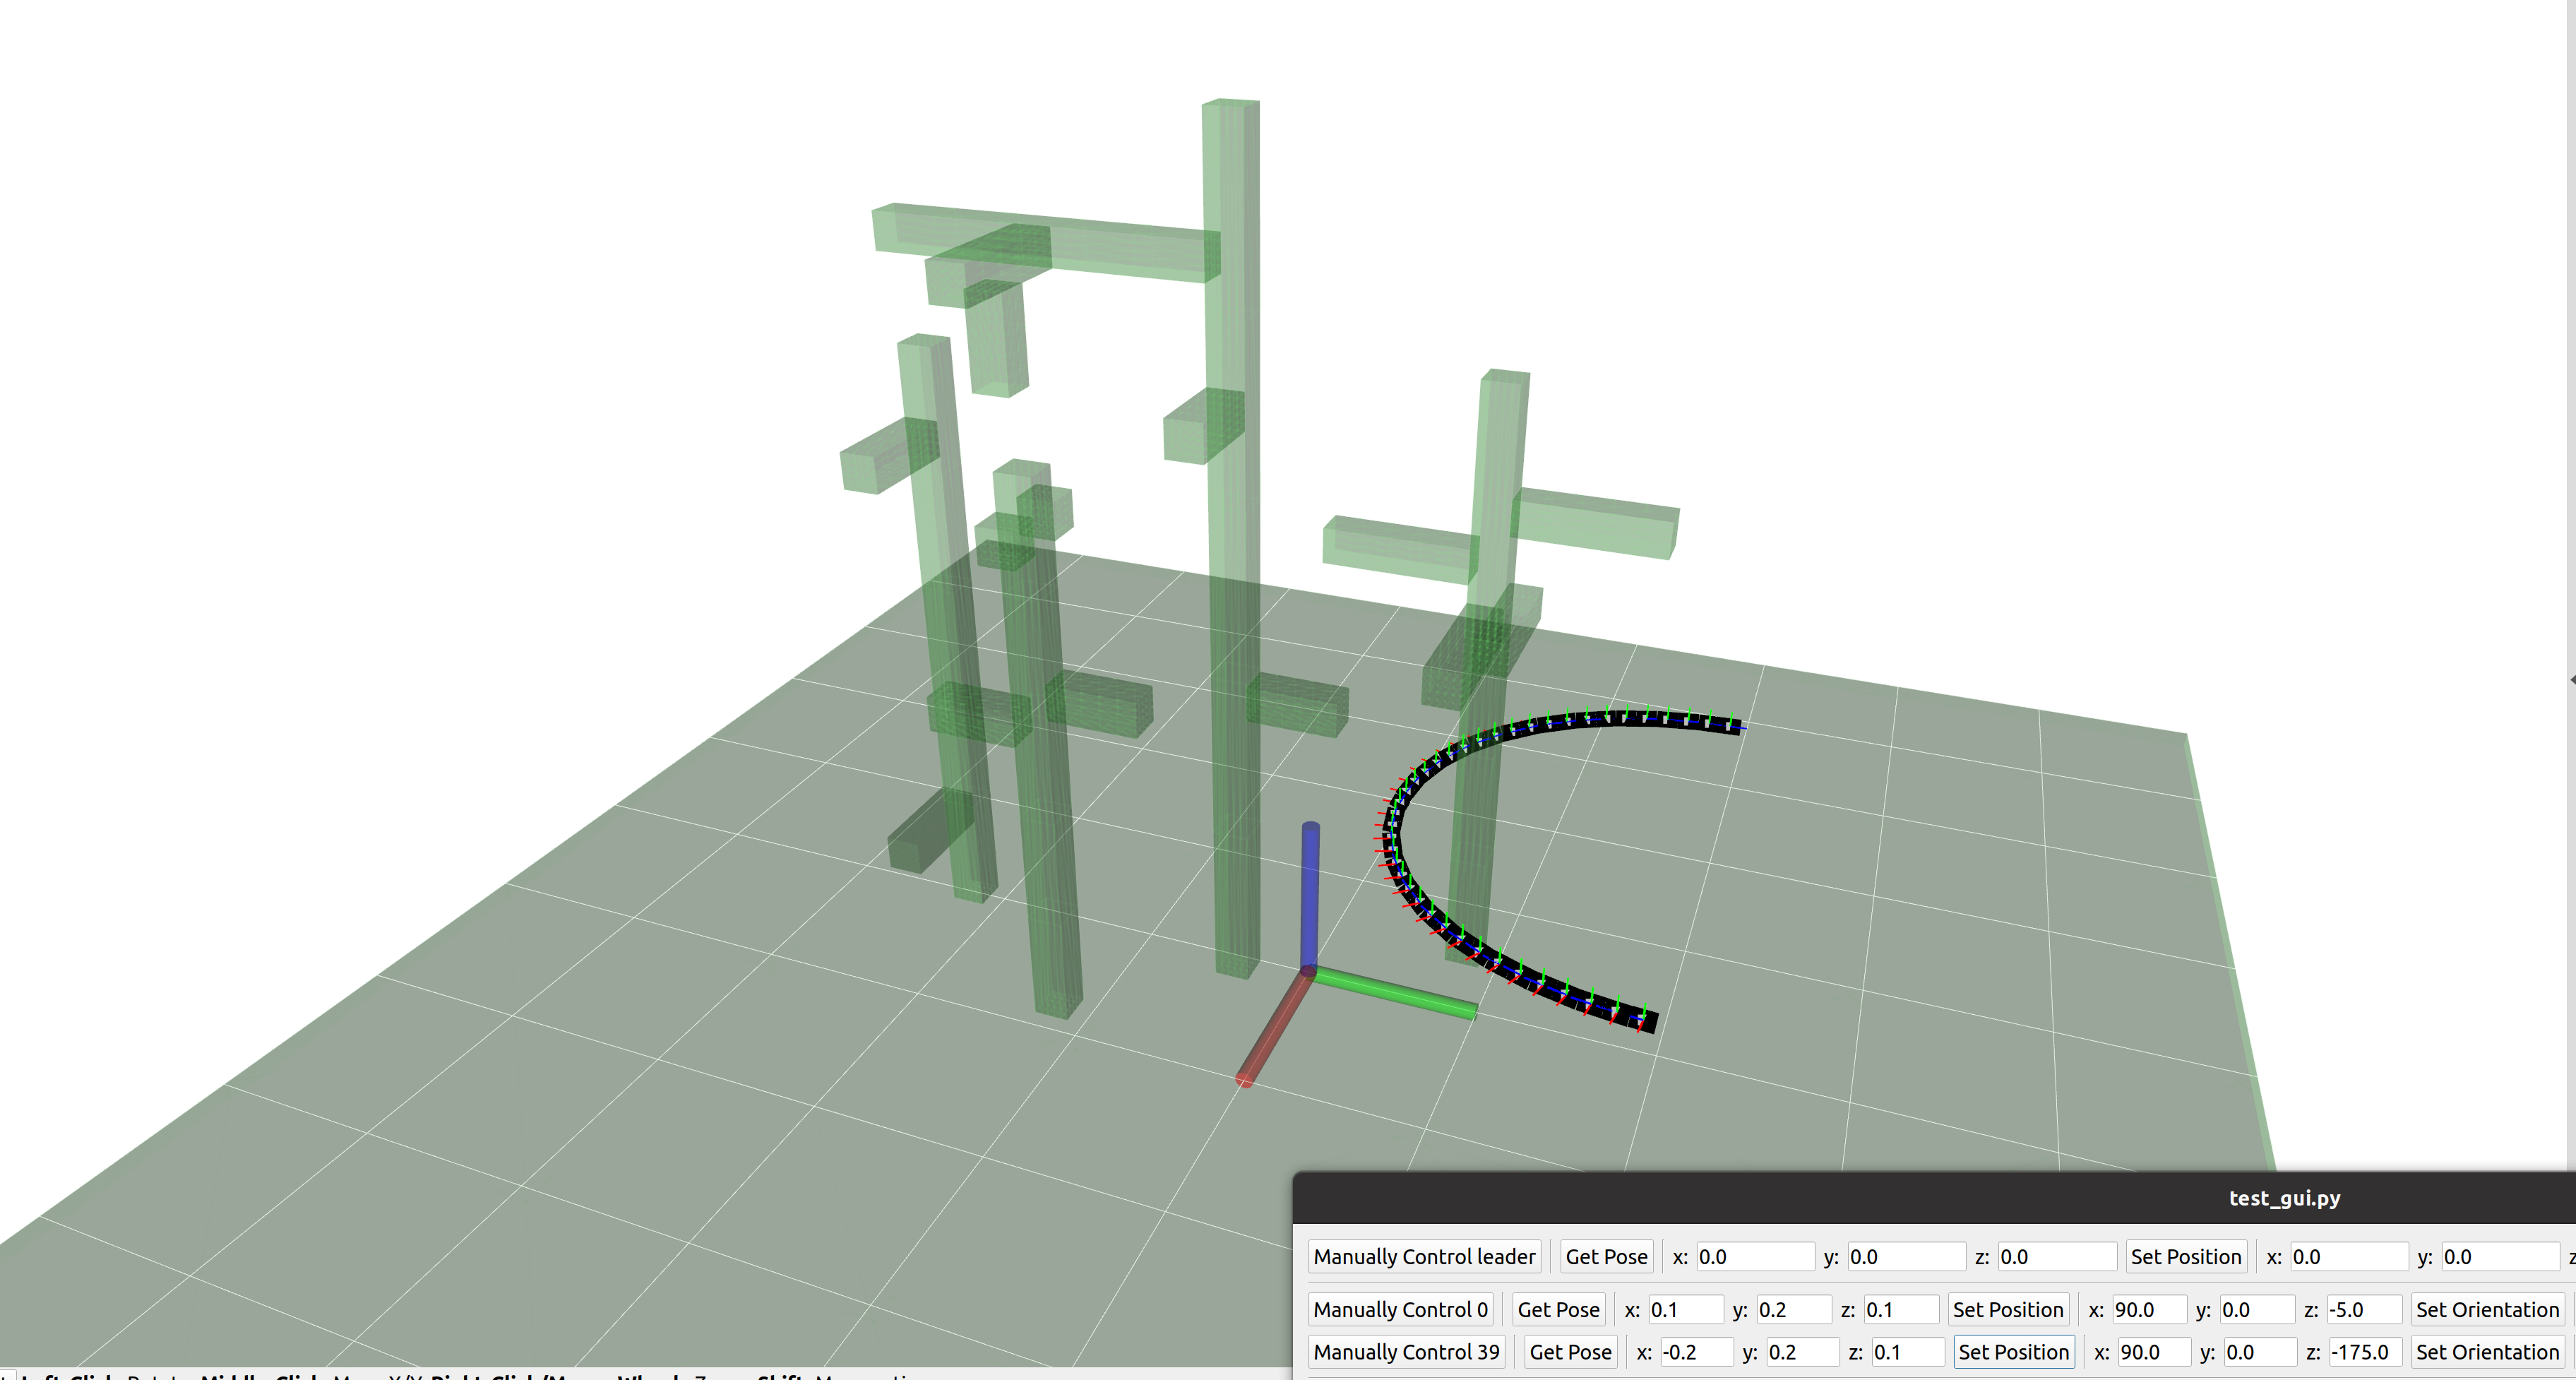 test_gui.py
Manually Control leader Get Pose x: 0.0 y: 0.0 z: 0.0 Set Position x: 0.0 y: 0.0 z
Manually Control 0 Get Pose x: 0.1 y: 0.2 z: 0.1 Set Position x: 90.0 y: 0.0 z: -5.0 Set Orientation
Manually Control 39 Get Pose x: -0.2 y: 0.2 z: 0.1 Set Position x: 90.0 y: 0.0 z: -175.0 Set Orientation